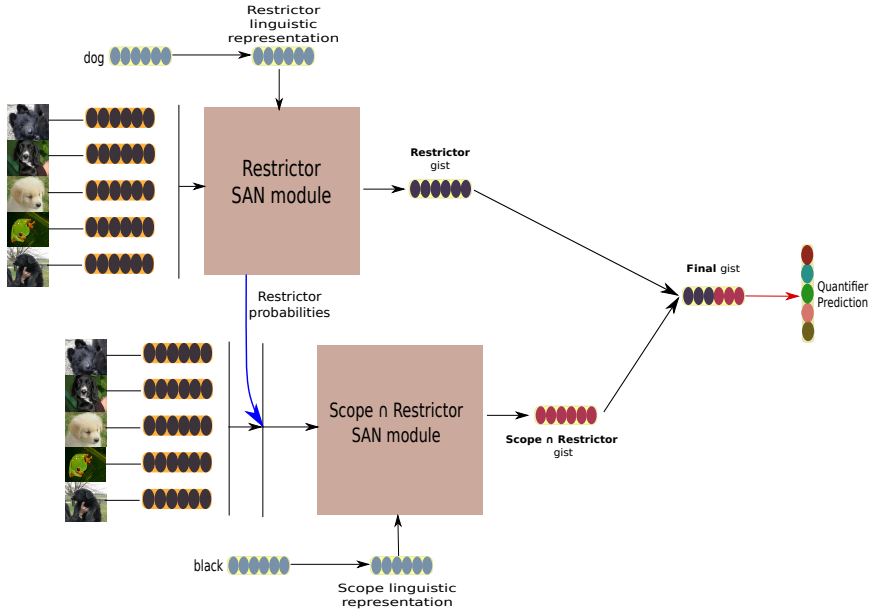 Restrictor
linguistic
representation
dog
Restrictor
SAN module
Restrictor
gist
Final gist
Quantifier
Prediction
Restrictor
probabilities
Scope ∩ Restrictor
SAN module
Scope ∩ Restrictor
gist
black
Scope linguistic
representation